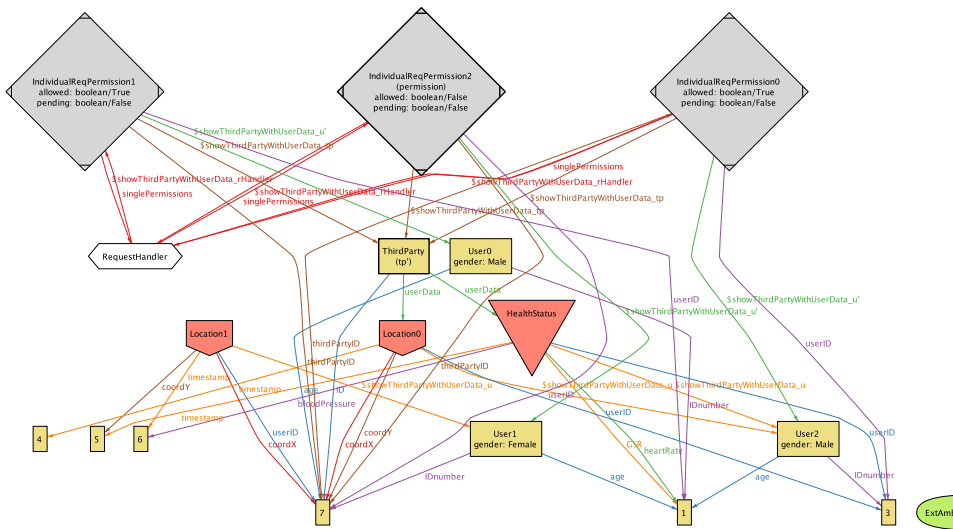 IndividualReqPermission1
allowed: boolean/True
pending: boolean/False
IndividualReqPermission2
(permission)
allowed: boolean/False
pending: boolean/False
IndividualReqPermission0
allowed: boolean/True
pending: boolean/False
$showThirdPartyWithUserData_u'
$showThirdPartyWithUserData_tp
singlePermissions
$showThirdPartyWithUserData_rHandler
$showThirdPartyWithUserData_rHandler
$showThirdPartyWithUserData_rHandler
singlePermissions
singlePermissions
$showThirdPartyWithUserData_tp
$showThirdPartyWithUserData_tp
RequestHandler
ThirdParty
(tp')
User0
gender: Male
userData
userData
userID
$showThirdPartyWithUserData_u'
$showThirdPartyWithUserData_u'
HealthStatus
Location1
Location0
userID
thirdPartyID
thirdPartyID
thirdPartyID
timestamp
coordY
timestamp
age
ID
$showThirdPartyWithUserData_u
$showThirdPartyWithUserData_u
$showThirdPartyWithUserData_u
userID
bloodPressure
IDnumber
userID
timestamp
4
5
6
userID
coordX
coordY
coordX
User1
gender: Female
GSR
heartRate
User2
gender: Male
userID
IDnumber
age
age
IDnumber
7
1
3
ExtAmb